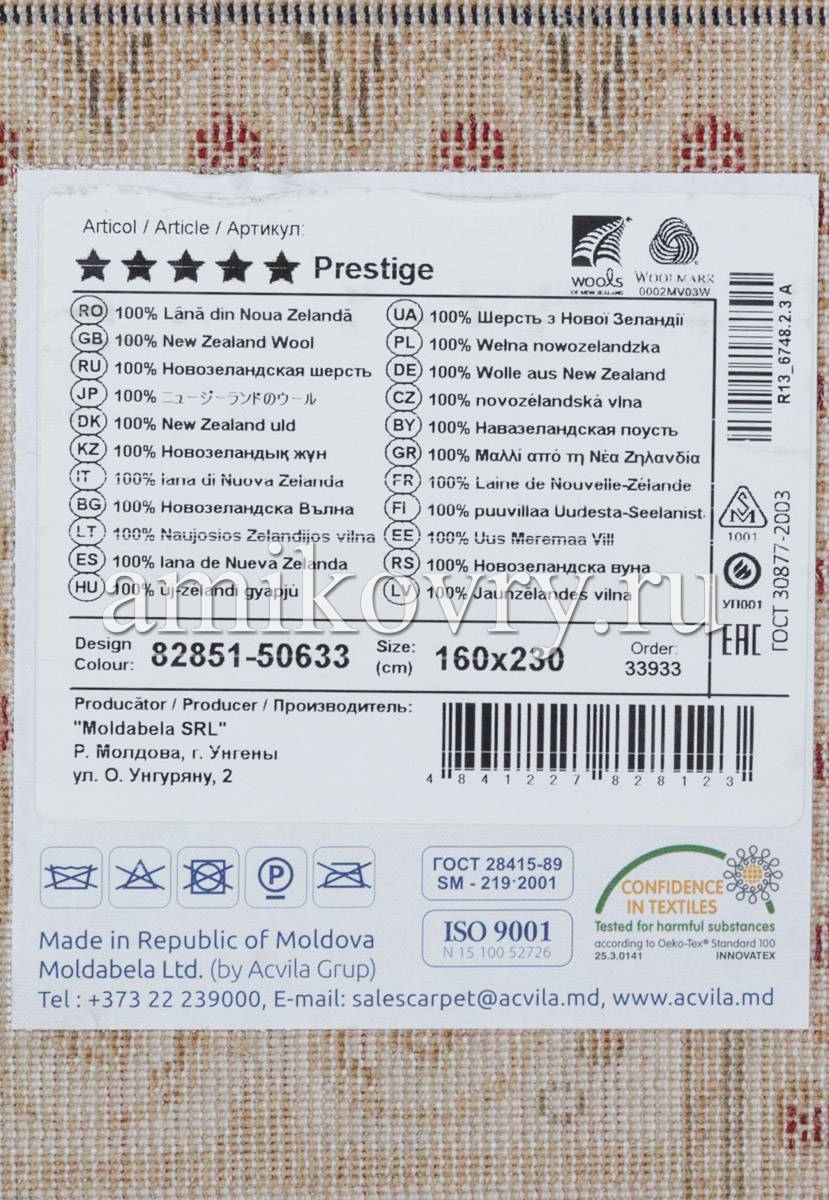 Articol / Article / Артикул:
★★★★★ Prestige
WOOLS
OF NEW ZEALAND
WOOLMARK
0002MV03W
RO 100% Lână din Noua Zelandă
GB 100% New Zealand Wool
RU 100% Новозеландская шерсть
JP 100% ニュージーランドのウール
DK 100% New Zealand uld
KZ 100% Новозеландық жүн
IT 100% lana di Nuova Zelanda
BG 100% Новозеландска Вълна
LT 100% Naujosios Zelandijos vilna
ES 100% lana de Nueva Zelanda
HU 100% új-zélandi gyapjú
UA 100% Шерсть з Нової Зеландії
PL 100% Wełna nowozelandzka
DE 100% Wolle aus New Zealand
CZ 100% novozélandská vlna
BY 100% Навазеландская поусть
GR 100% Μαλλί από τη Νέα Ζηλανδία
FR 100% Laine de Nouvelle-Zélande
FI 100% puuvillaa Uudesta-Seelanist
EE 100% Uus Meremaa Vill
RS 100% Новозеландска вуна
LV 100% Jaunzēlandes vilna
R13_6748.2.3 A
SM
1001
УП001
EAC
ГОСТ 30877-2003
amikovry.ru
Design
Colour: 82851-50633
Size:
(cm) 160x230
Order:
33933
Producător / Producer / Производитель:
"Moldabela SRL"
Р. Молдова, г. Унгены
ул. О. Унгуряну, 2
4 841227 828123
P
ГОСТ 28415-89
SM - 219:2001
ISO 9001
N 15 100 52726
CONFIDENCE
IN TEXTILES
Tested for harmful substances
according to Oeko-Tex® Standard 100
25.3.0141 INNOVATEX
Made in Republic of Moldova
Moldabela Ltd. (by Acvila Grup)
Tel : +373 22 239000, E-mail: salescarpet@acvila.md, www.acvila.md